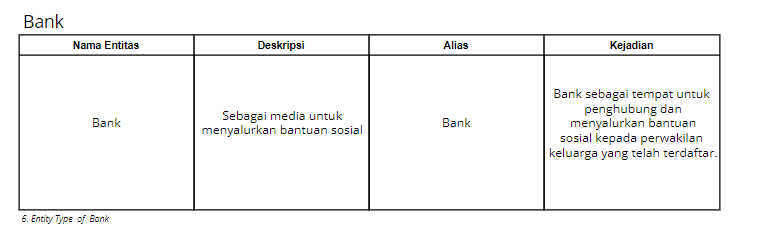 Bank
Nama Entitas Deskripsi Alias Kejadian
Bank
Sebagai media untuk
menyalurkan bantuan sosial
Bank
Bank sebagai tempat untuk
penghubung dan
menyalurkan bantuan
sosial kepada perwakilan
keluarga yang telah terdaftar.
6. Entity Type of Bank